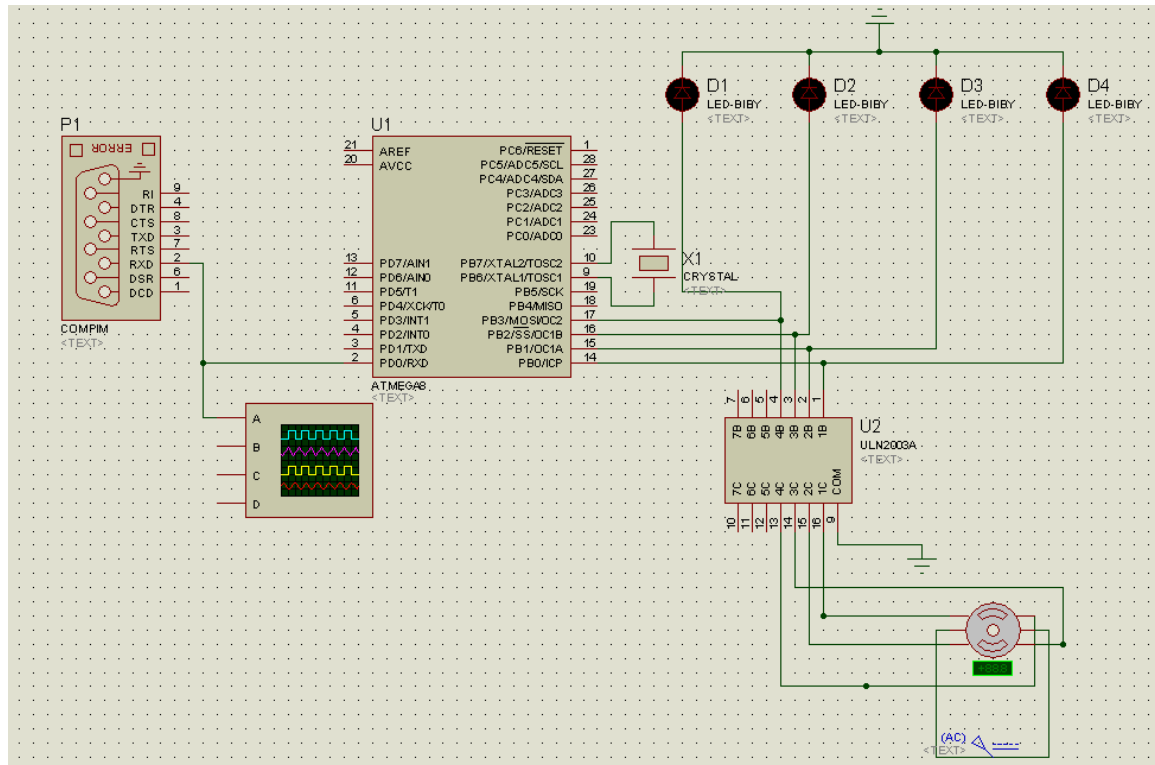 P1
ERROR
RI 9
DTR 4
CTS 8
TXD 3
RTS 7
RXD 2
DSR 6
DCD 1
COMPIM
<TEXT>
U1
21 AREF
20 AVCC
13 PD7/AIN1
12 PD6/AIN0
11 PD5/T1
6 PD4/XCK/T0
5 PD3/INT1
4 PD2/INT0
3 PD1/TXD
2 PD0/RXD
PC6/RESET 1
PC5/ADC5/SCL 28
PC4/ADC4/SDA 27
PC3/ADC3 26
PC2/ADC2 25
PC1/ADC1 24
PC0/ADC0 23
PB7/XTAL2/TOSC2 10
PB6/XTAL1/TOSC1 9
PB5/SCK 19
PB4/MISO 18
PB3/MOSI/OC2 17
PB2/SS/OC1B 16
PB1/OC1A 15
PB0/ICP 14
ATMEGA8
<TEXT>
X1
CRYSTAL
<TEXT>
D1
LED-BIBY
<TEXT>
D2
LED-BIBY
<TEXT>
D3
LED-BIBY
<TEXT>
D4
LED-BIBY
<TEXT>
A
B
C
D
7 6 5 4 3 2 1
7B 6B 5B 4B 3B 2B 1B
U2
ULN2003A
<TEXT>
7C 6C 5C 4C 3C 2C 1C COM
10 11 12 13 14 15 16 9
+88.8
(AC)
<TEXT>